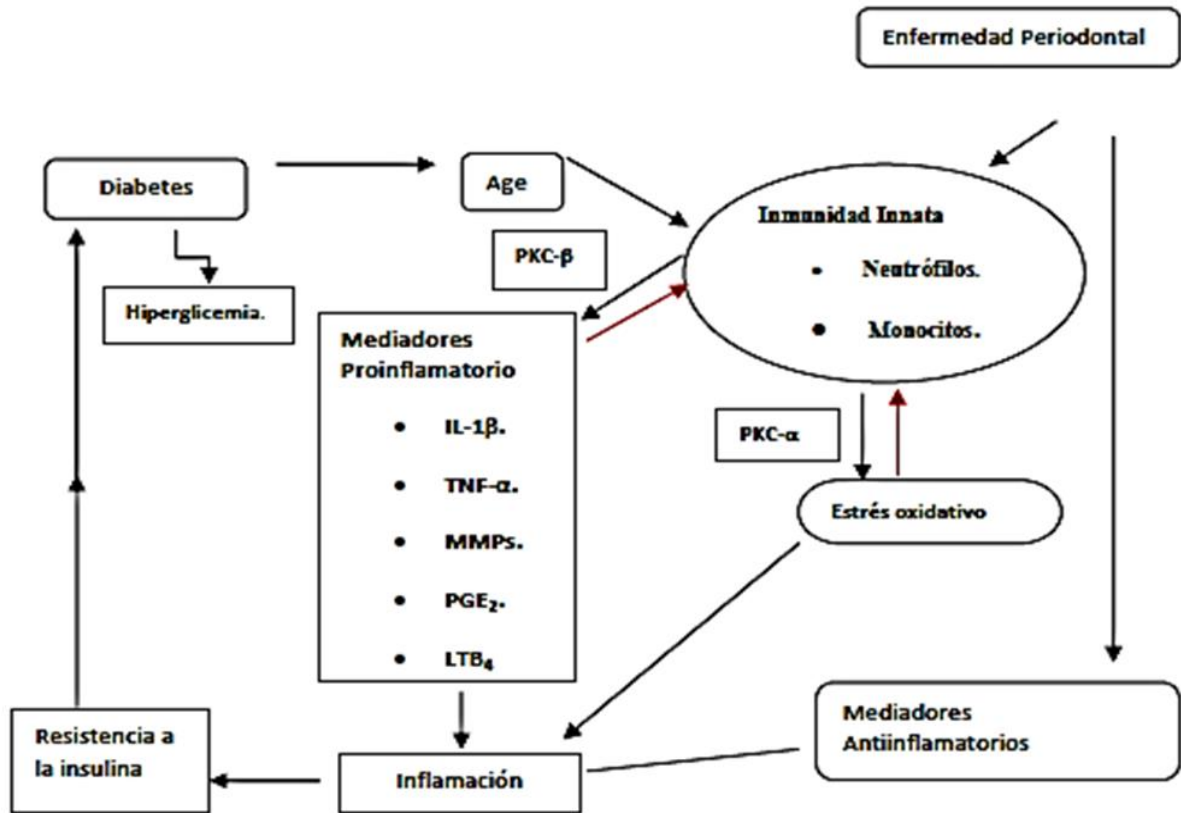 Enfermedad Periodontal
Diabetes
Age
Inmunidad Innata
• Neutrófilos.
• Monocitos.
PKC-β
Hiperglicemia.
Mediadores
Proinflamatorio
• IL-1β.
• TNF-α.
• MMPs.
• PGE₂.
• LTB₄
PKC-α
Estrés oxidativo
Mediadores
Antiinflamatorios
Resistencia a
la insulina
Inflamación